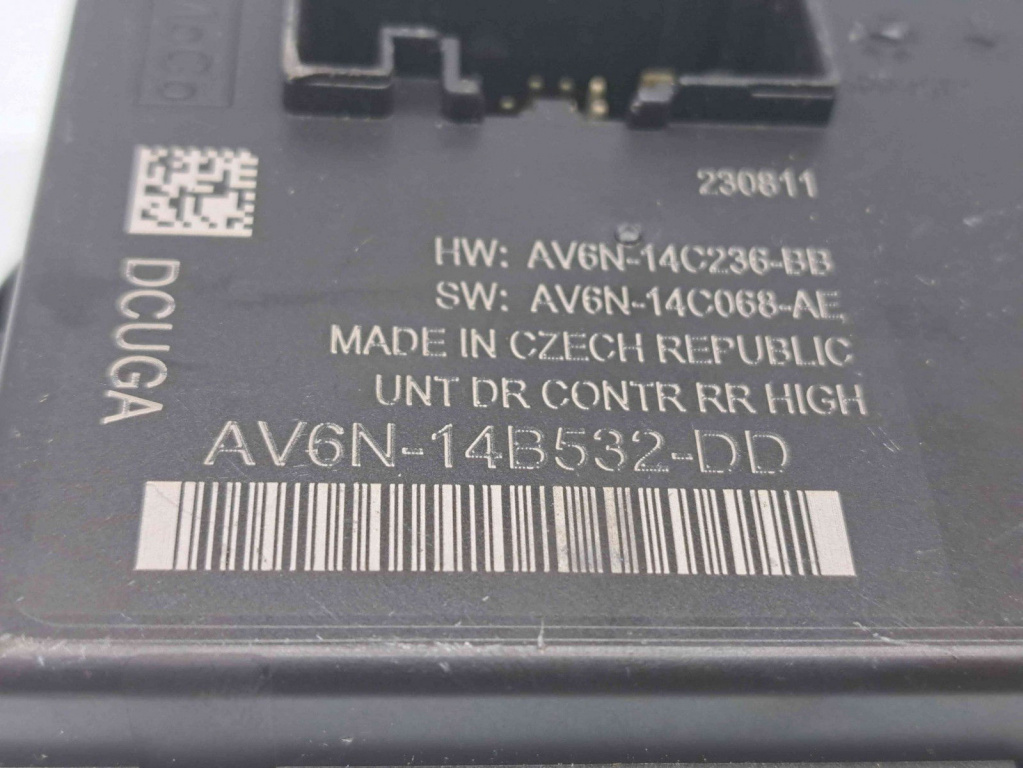 FoMoCo
230811
HW: AV6N-14C236-BB
SW: AV6N-14C068-AE
MADE IN CZECH REPUBLIC
UNT DR CONTR RR HIGH
DCUGA
AV6N-14B532-DD